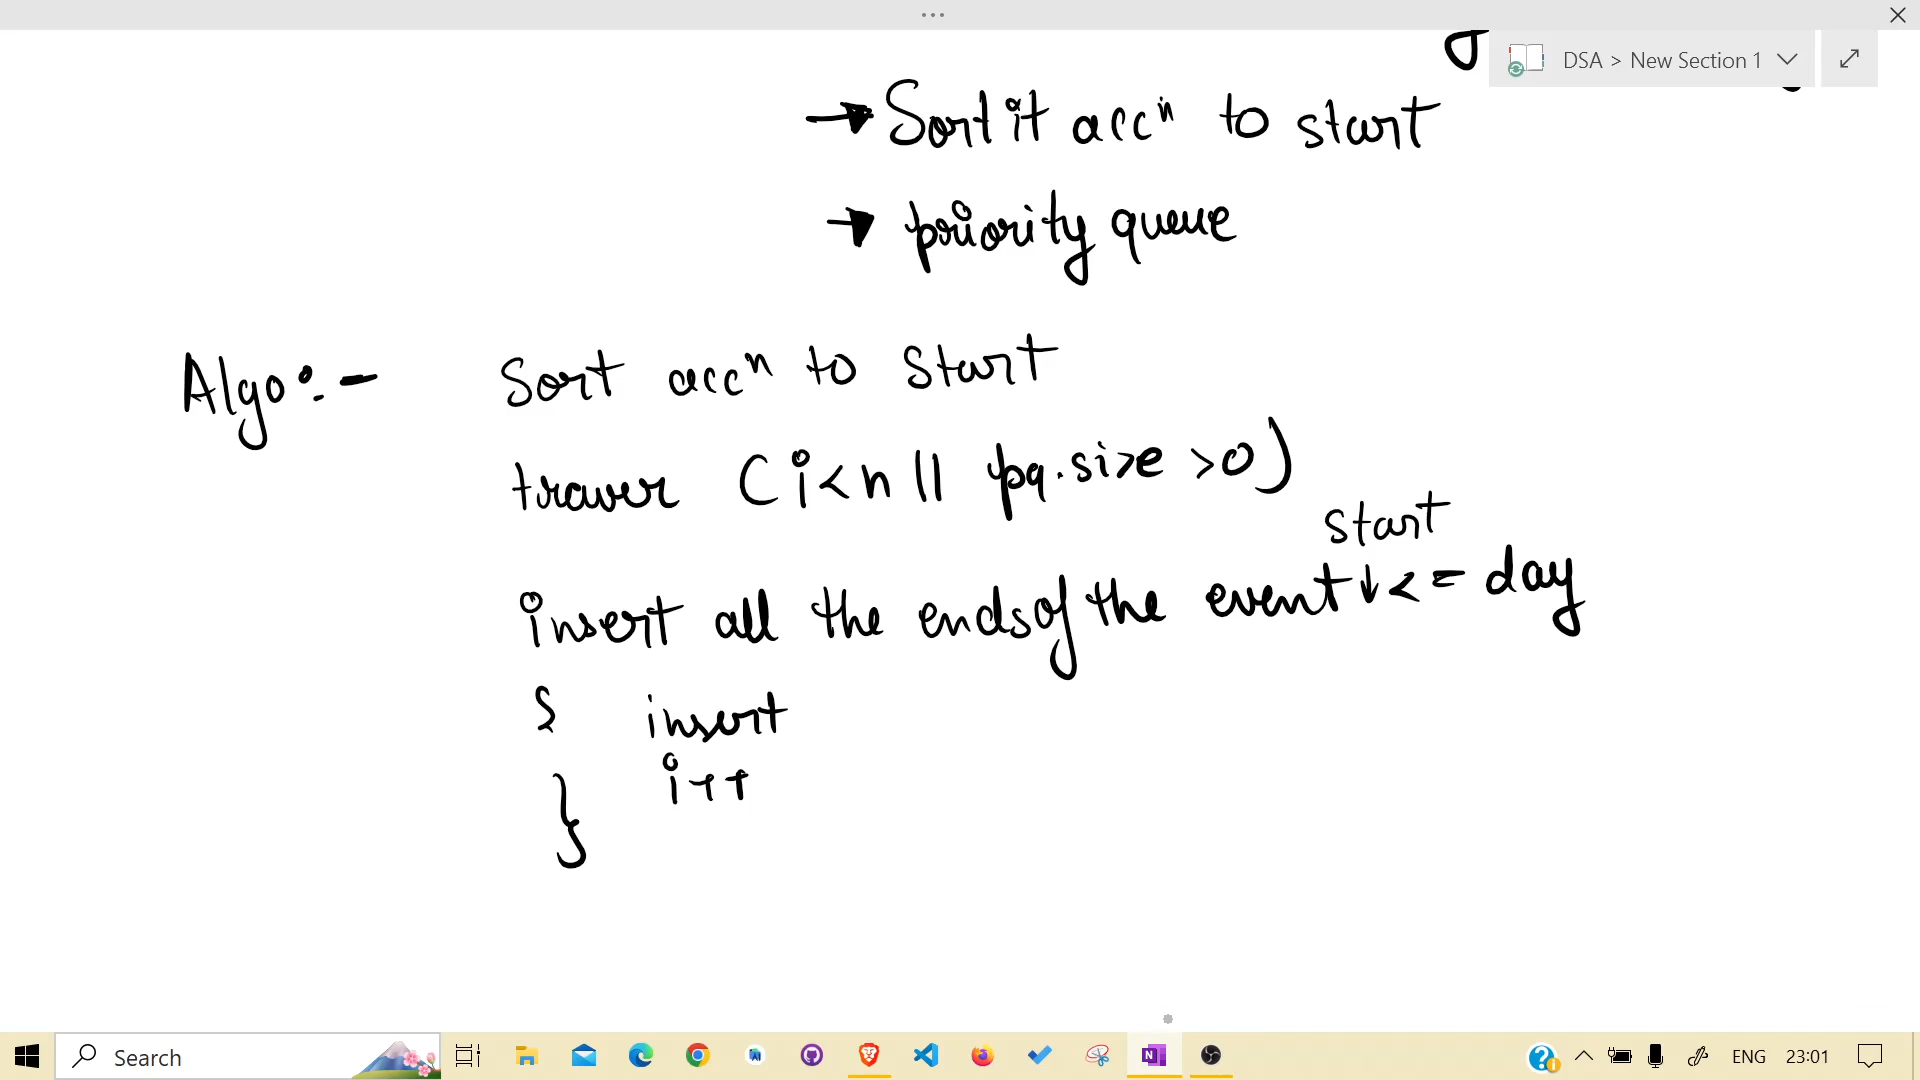 DSA > New Section 1
→ Sort it accⁿ to start
→ priority queue
Algo:- Sort accⁿ to start
traver (i<n || pq.size >0)
start
insert all the ends of the event ↓ <= day
{ insert
i++
}
Search
ENG 23:01